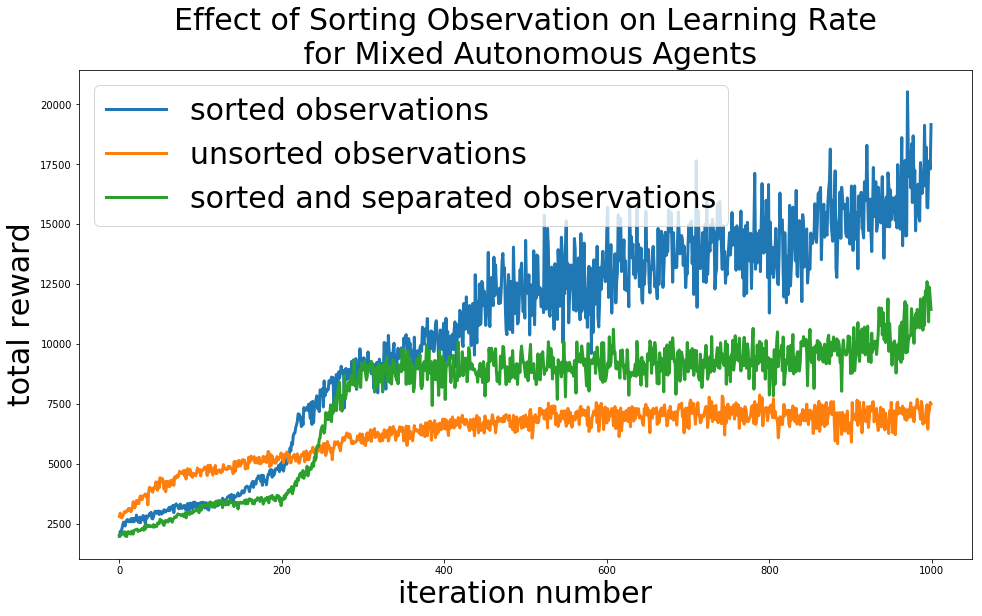 Effect of Sorting Observation on Learning Rate
for Mixed Autonomous Agents
sorted observations
unsorted observations
sorted and separated observations
total reward
20000
17500
15000
12500
10000
7500
5000
2500
0 200 400 600 800 1000
iteration number